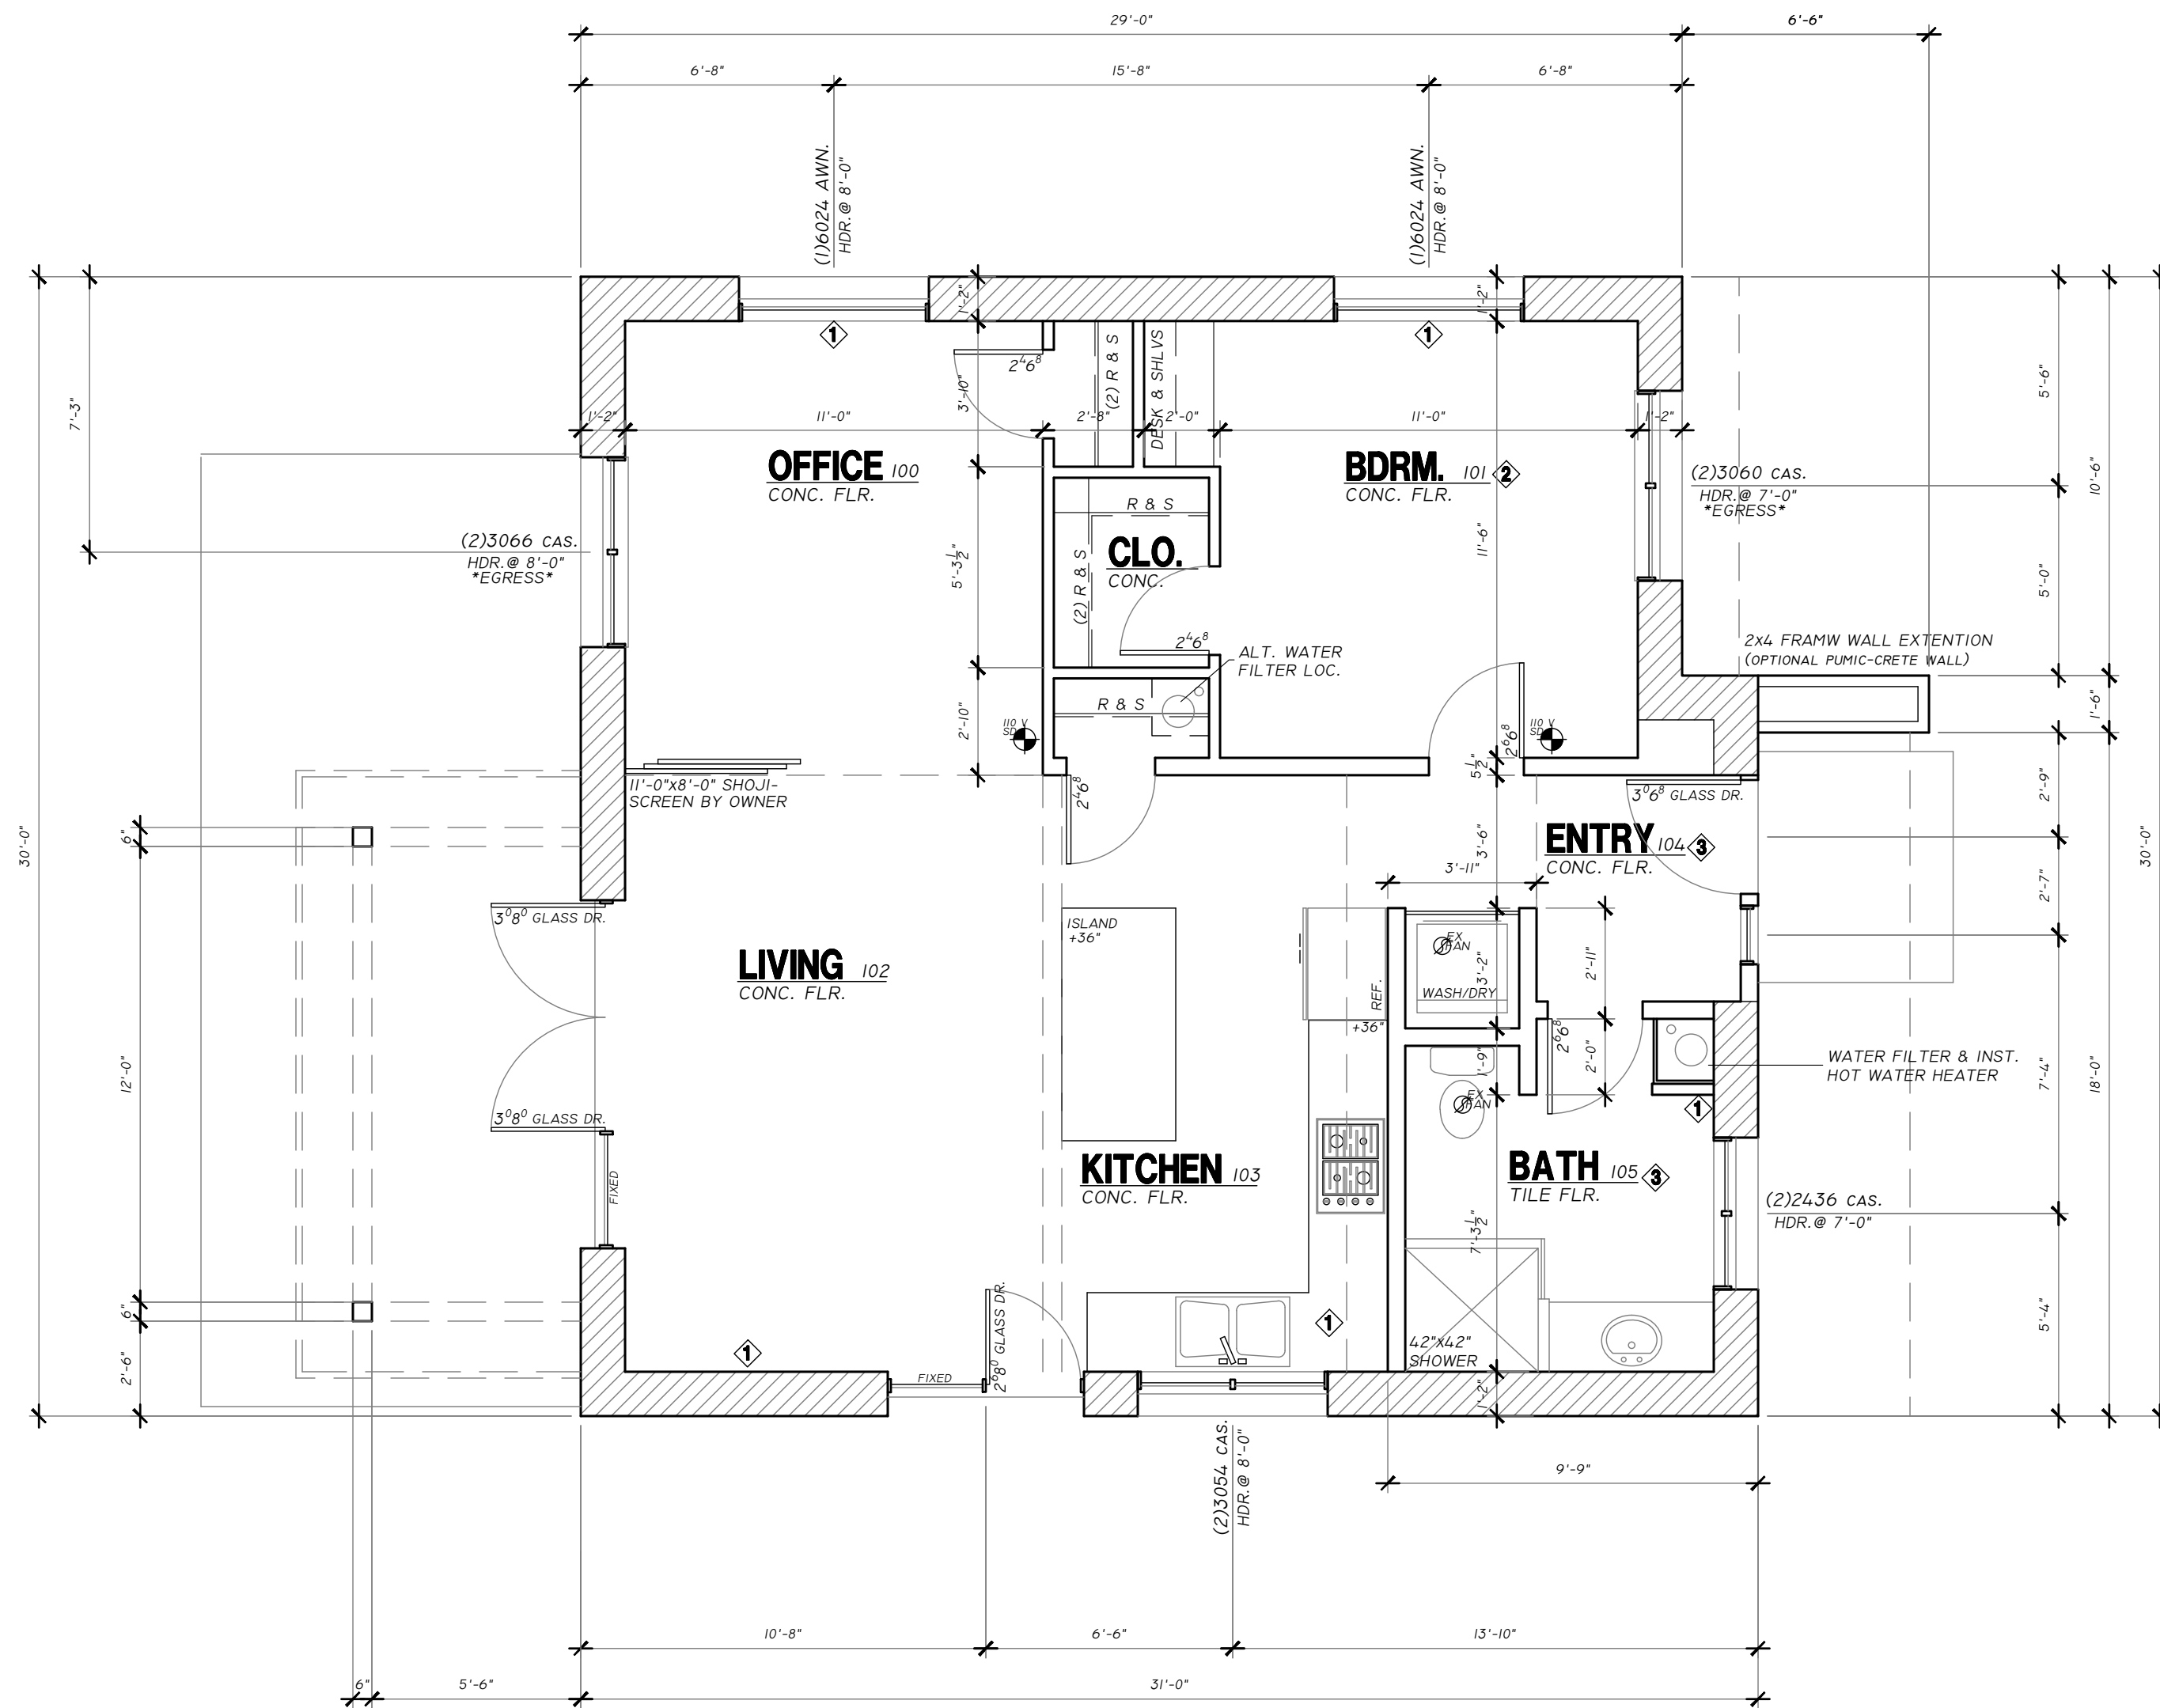 29'-0"
6'-6"
6'-8"
15'-8"
6'-8"
(1)6024 AWN.
HDR.@ 8'-0"
(1)6024 AWN.
HDR.@ 8'-0"
1'-2"
1'-2"
1
1
7'-3"
2⁴6⁸
3'-10"
(2) R & S
DESK & SHLVS
5'-6"
1'-2"
11'-0"
2'-8"
2'-0"
11'-0"
1'-2"
OFFICE 100
CONC. FLR.
BDRM. 101
2
CONC. FLR.
(2)3060 CAS.
HDR.@ 7'-0"
*EGRESS*
10'-6"
(2)3066 CAS.
HDR.@ 8'-0"
*EGRESS*
5'-3 1/2"
R & S
(2) R & S
CLO.
CONC.
11'-6"
5'-0"
2⁴6⁸
ALT. WATER
FILTER LOC.
2x4 FRAMW WALL EXTENTION
(OPTIONAL PUMIC-CRETE WALL)
2'-10"
R & S
110 V
SD
110 V
SD
2⁶6⁸
5 1/2"
1'-6"
11'-0"x8'-0" SHOJI-
SCREEN BY OWNER
2⁴6⁸
3⁰6⁸ GLASS DR.
2'-9"
30'-0"
6"
3'-6"
ENTRY 104
3
CONC. FLR.
30'-0"
3'-11"
2'-7"
3⁰8⁰ GLASS DR.
ISLAND
+36"
EX
FAN
LIVING 102
CONC. FLR.
3'-2"
2'-11"
REF.
WASH/DRY
+36"
2⁶6⁸
1'-9"
2'-0"
WATER FILTER & INST.
HOT WATER HEATER
12'-0"
7'-4"
18'-0"
3⁰8⁰ GLASS DR.
EX
FAN
1
FIXED
KITCHEN 103
CONC. FLR.
BATH 105
3
TILE FLR.
(2)2436 CAS.
HDR.@ 7'-0"
7'-3 1/2"
6"
2'-6"
5'-4"
1
FIXED
2⁶8⁰ GLASS DR.
1
42"x42"
SHOWER
1'-2"
(2)3054 CAS.
HDR.@ 8'-0"
9'-9"
10'-8"
6'-6"
13'-10"
6"
5'-6"
31'-0"